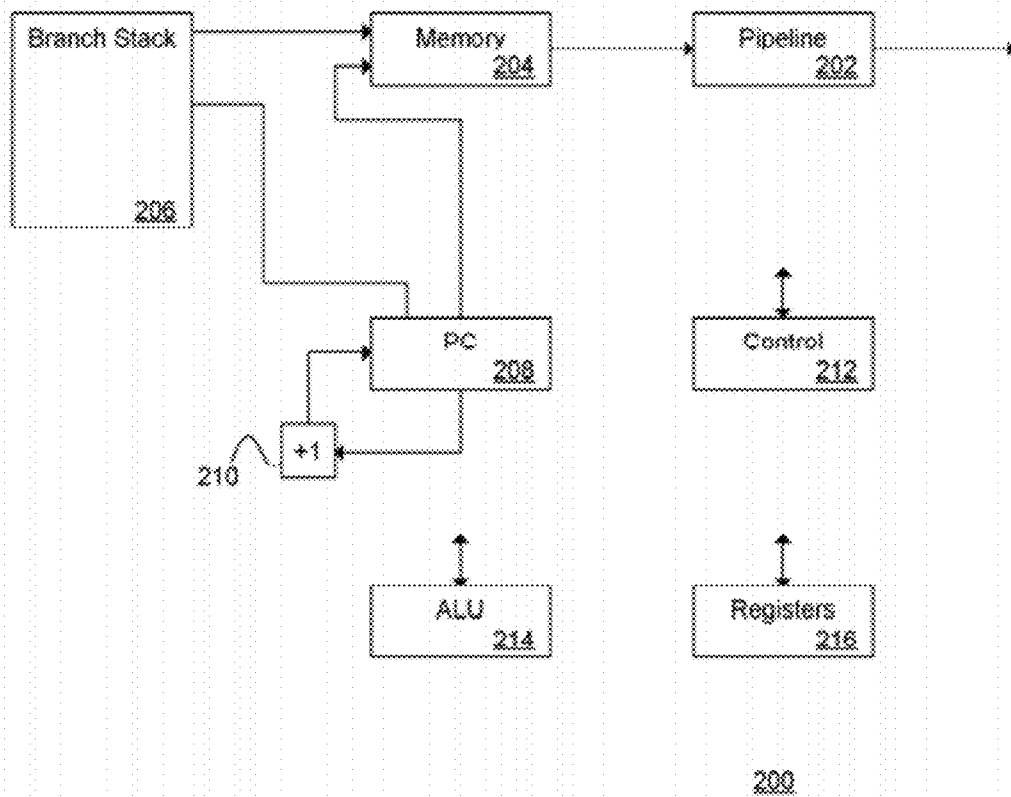 Branch Stack
206
Memory
204
Pipeline
202
PC
208
Control
212
+1
210
ALU
214
Registers
216
200